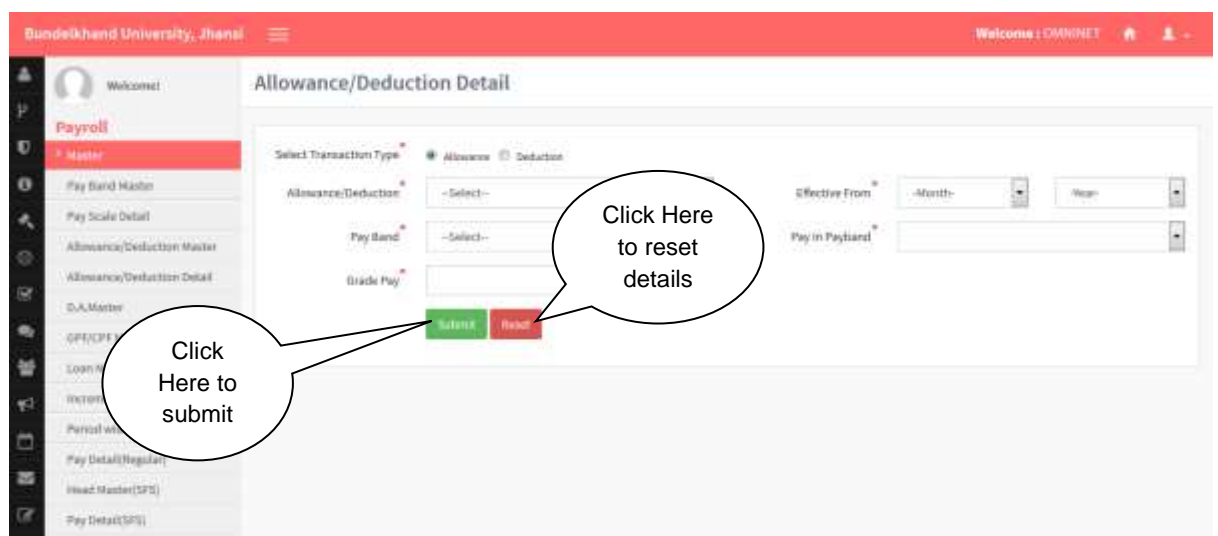 Bundelkhand University, Jhansi
Welcome : OMNINET
Welcome!
Allowance/Deduction Detail
Payroll
Master
Pay Band Master
Pay Scale Detail
Allowance/Deduction Master
Allowance/Deduction Detail
D.A.Master
GPF/CPF
Loan
Increm
Period wi
Pay Detail(Regular)
Head Master(SFS)
Pay Detail(SFS)
Select Transaction Type* Allowance Deduction
Allowance/Deduction* --Select-- Effective From* -Month- -Year-
Pay Band* --Select-- Pay In Payband*
Grade Pay*
Submit Reset
Click Here
to reset
details
Click
Here to
submit